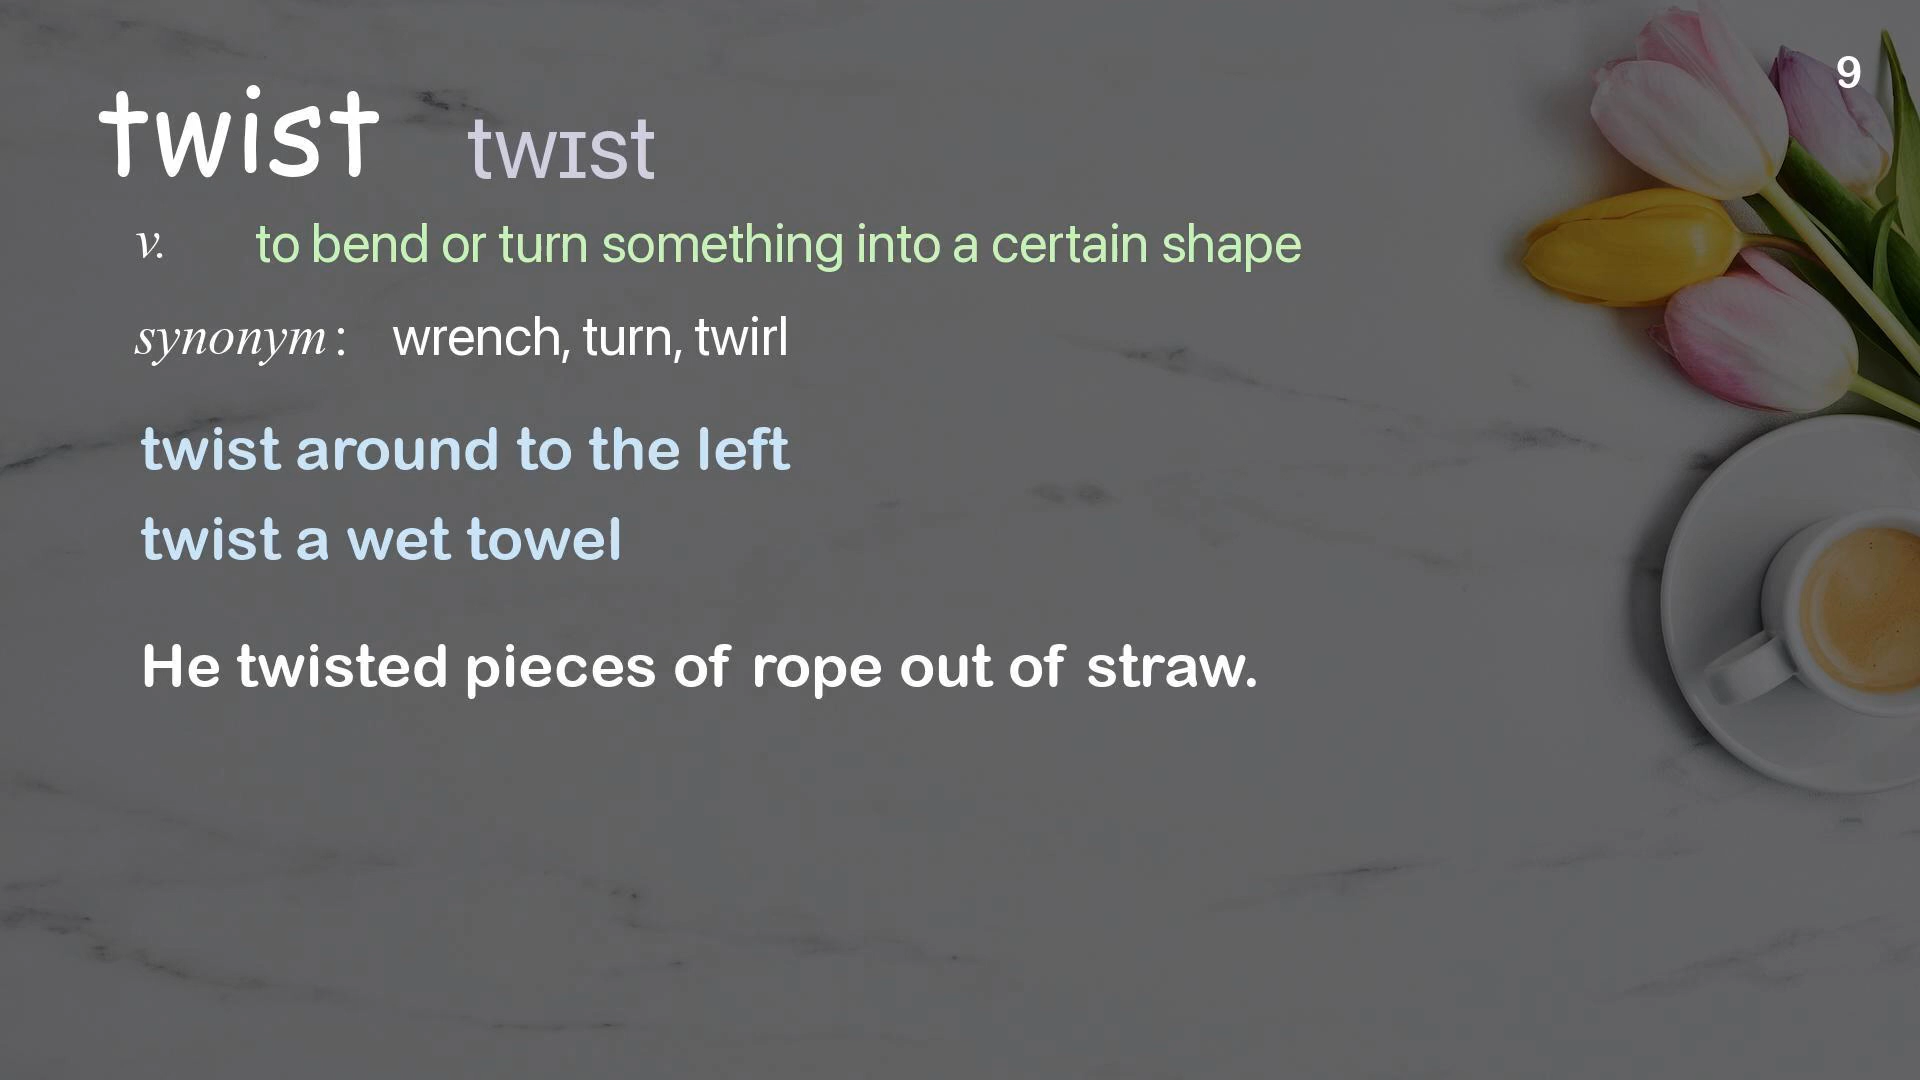 9
twist twɪst
v. to bend or turn something into a certain shape
synonym : wrench, turn, twirl
twist around to the left
twist a wet towel
He twisted pieces of rope out of straw.